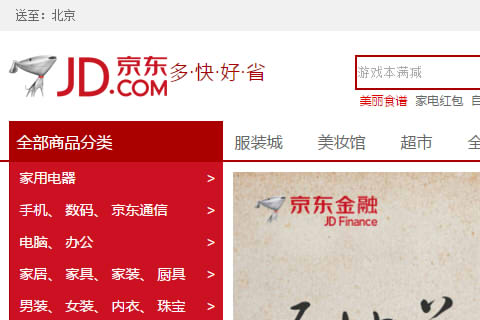 送至：北京
JD.COM 京东 多·快·好·省
游戏本满减
美丽食谱 家电红包
全部商品分类 服装城 美妆馆 超市 全
家用电器 >
手机、 数码、 京东通信 >
电脑、 办公 >
家居、 家具、 家装、 厨具 >
男装、 女装、 内衣、 珠宝 >
京东金融
JD Finance